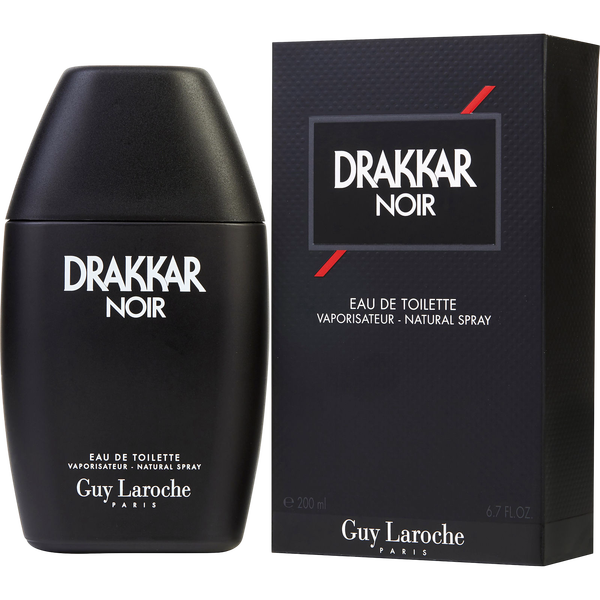 DRAKKAR
NOIR
EAU DE TOILETTE
VAPORISATEUR - NATURAL SPRAY
Guy Laroche
PARIS
DRAKKAR
NOIR
EAU DE TOILETTE
VAPORISATEUR - NATURAL SPRAY
e 200 ml
6.7 FL.OZ
Guy Laroche
PARIS